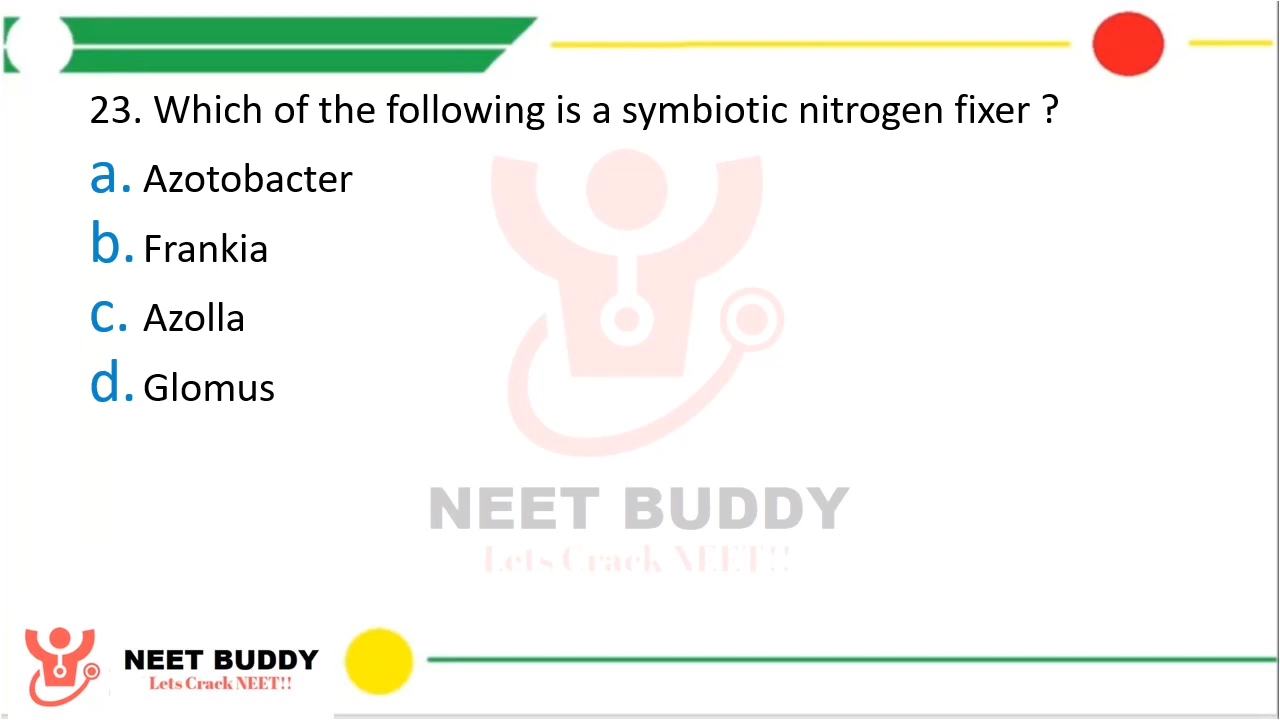 23. Which of the following is a symbiotic nitrogen fixer ?
a. Azotobacter
b. Frankia
c. Azolla
d. Glomus
NEET BUDDY
Lets Crack NEET!!
NEET BUDDY
Lets Crack NEET!!